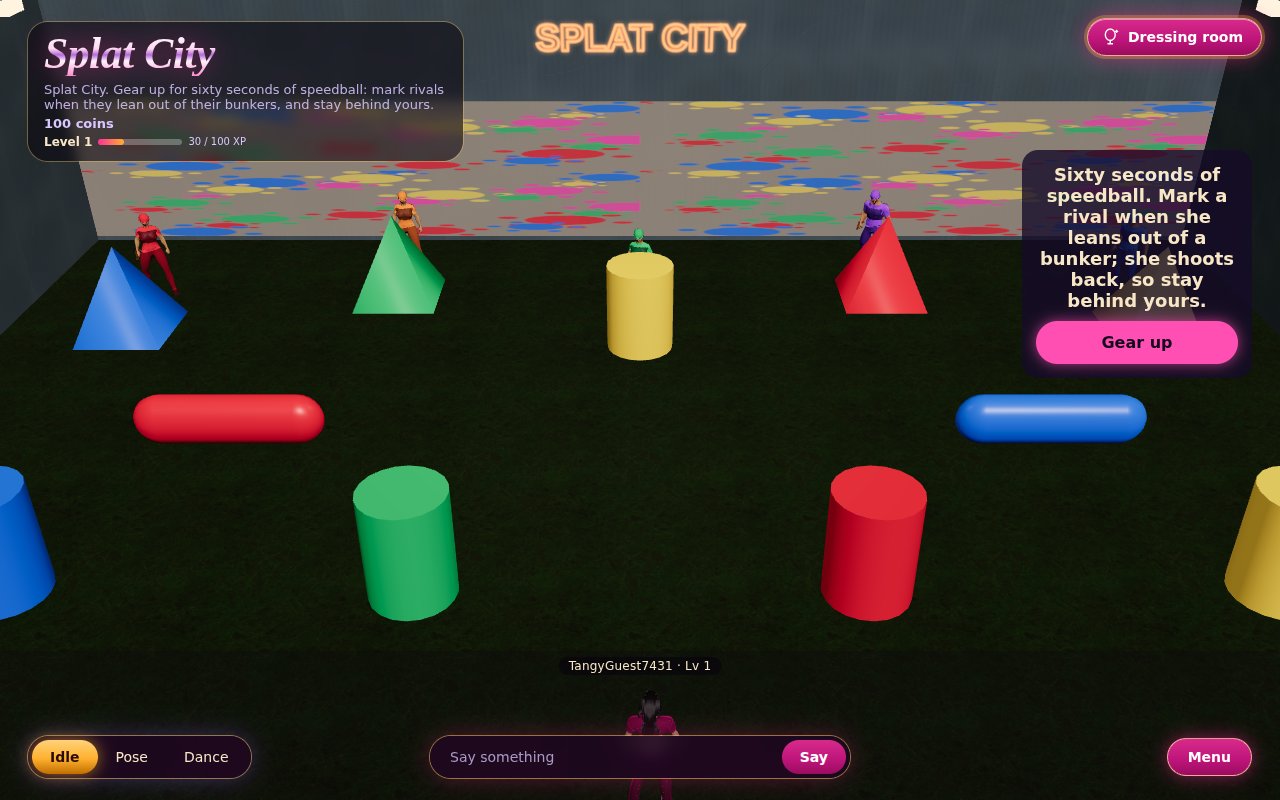 SPLAT CITY
Splat City
Splat City. Gear up for sixty seconds of speedball: mark rivals
when they lean out of their bunkers, and stay behind yours.
100 coins
Level 1 30 / 100 XP
Dressing room
Sixty seconds of
speedball. Mark a
rival when she
leans out of a
bunker; she shoots
back, so stay
behind yours.
Gear up
TangyGuest7431 · Lv 1
Idle Pose Dance
Say something Say
Menu